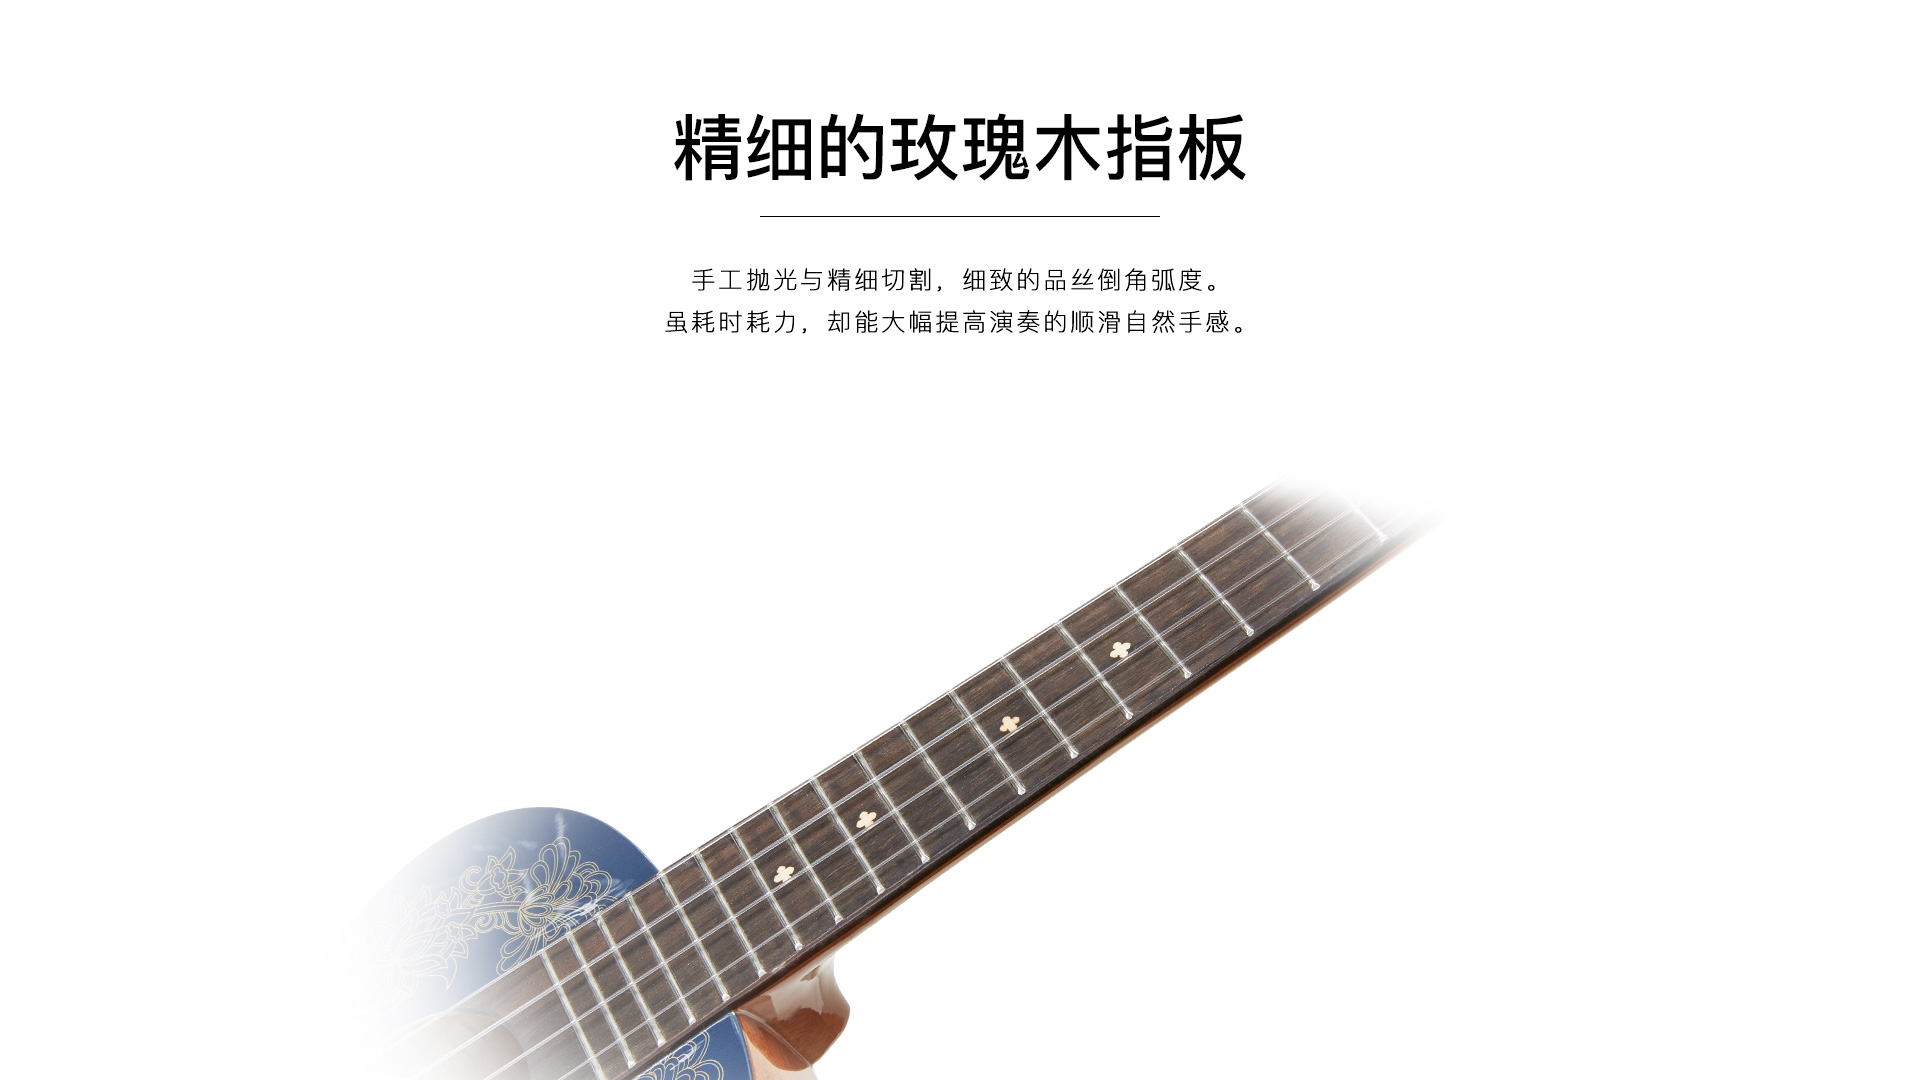 精细的玫瑰木指板
手工抛光与精细切割，细致的品丝倒角弧度。
虽耗时耗力，却能大幅提高演奏的顺滑自然手感。